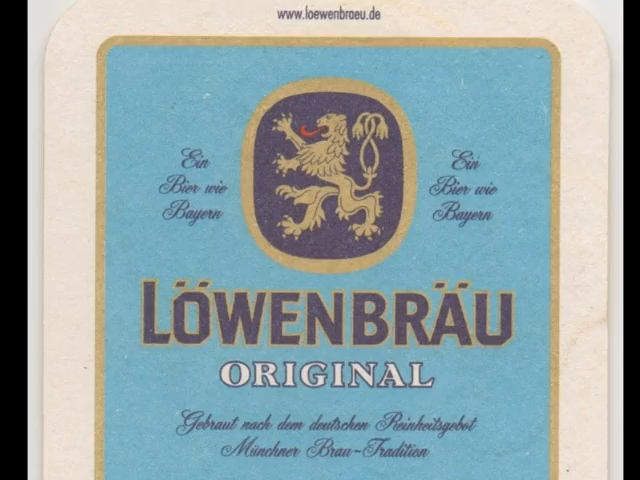 www.loewenbraeu.de
Ein
Bier wie
Bayern
Ein
Bier wie
Bayern
LÖWENBRÄU
ORIGINAL
Gebraut nach dem deutschen Reinheitsgebot
Münchner Brau-Tradition